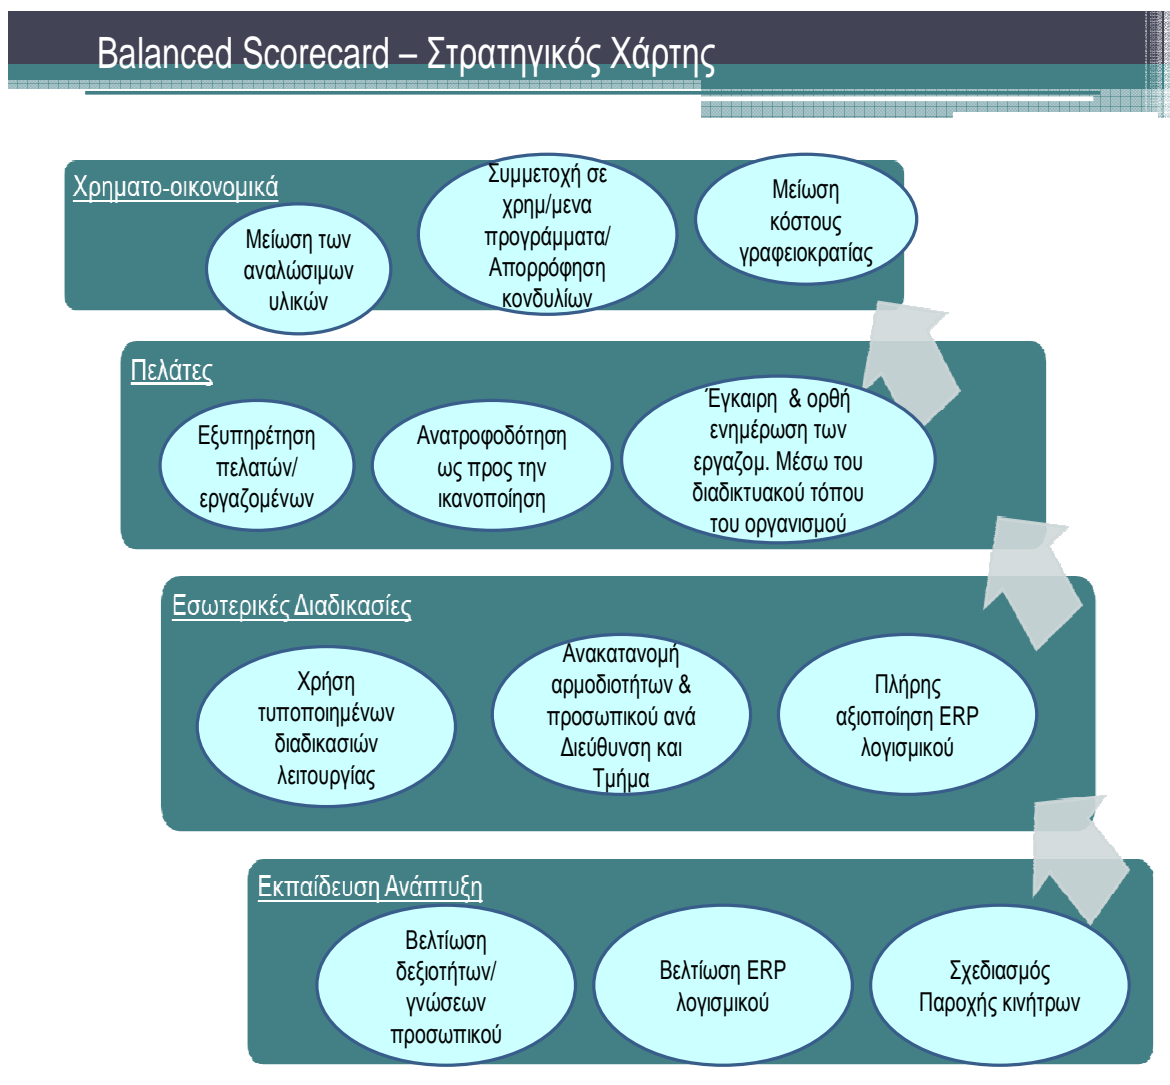 Balanced Scorecard – Στρατηγικός Χάρτης
Χρηματο-οικονομικά
Μείωση των
αναλώσιμων
υλικών
Συμμετοχή σε
χρημ/μενα
προγράμματα/
Απορρόφηση
κονδυλίων
Μείωση
κόστους
γραφειοκρατίας
Πελάτες
Εξυπηρέτηση
πελατών/
εργαζομένων
Ανατροφοδότηση
ως προς την
ικανοποίηση
Έγκαιρη & ορθή
ενημέρωση των
εργαζομ. Μέσω του
διαδικτυακού τόπου
του οργανισμού
Εσωτερικές Διαδικασίες
Χρήση
τυποποιημένων
διαδικασιών
λειτουργίας
Ανακατανομή
αρμοδιοτήτων &
προσωπικού ανά
Διεύθυνση και
Τμήμα
Πλήρης
αξιοποίηση ERP
λογισμικού
Εκπαίδευση Ανάπτυξη
Βελτίωση
δεξιοτήτων/
γνώσεων
προσωπικού
Βελτίωση ERP
λογισμικού
Σχεδιασμός
Παροχής κινήτρων